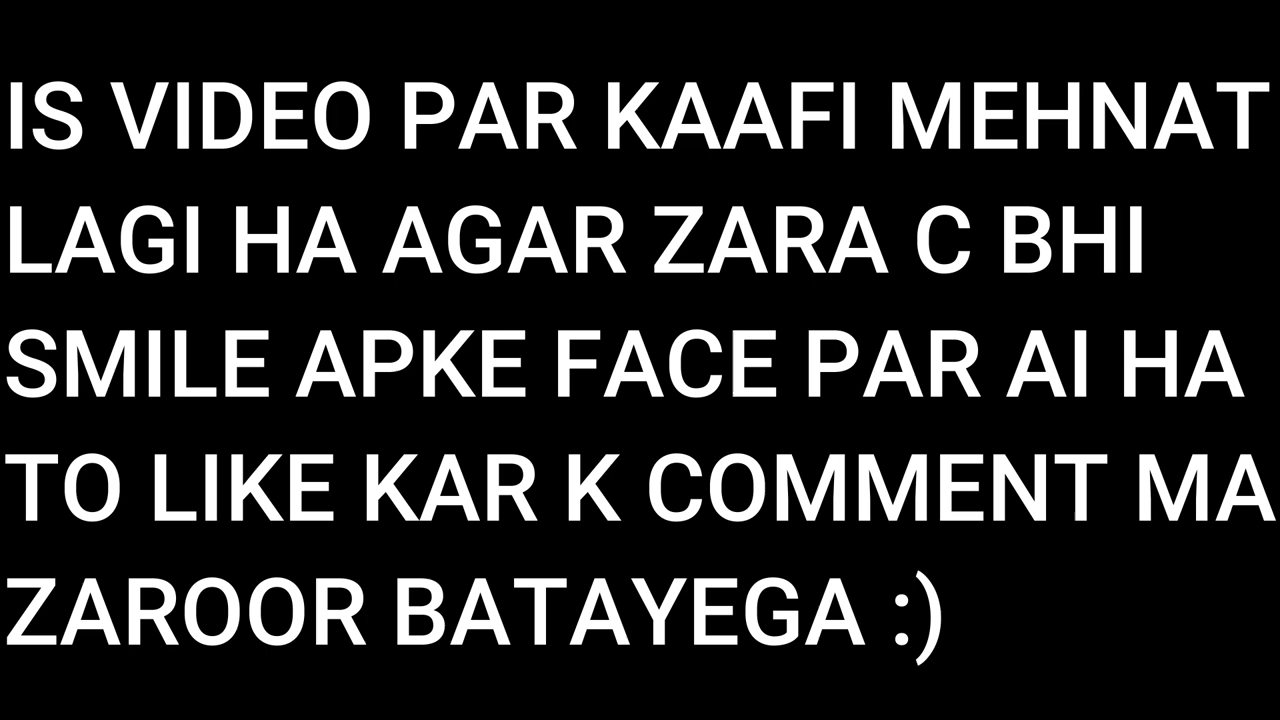 IS VIDEO PAR KAAFI MEHNAT
LAGI HA AGAR ZARA C BHI
SMILE APKE FACE PAR AI HA
TO LIKE KAR K COMMENT MA
ZAROOR BATAYEGA :)